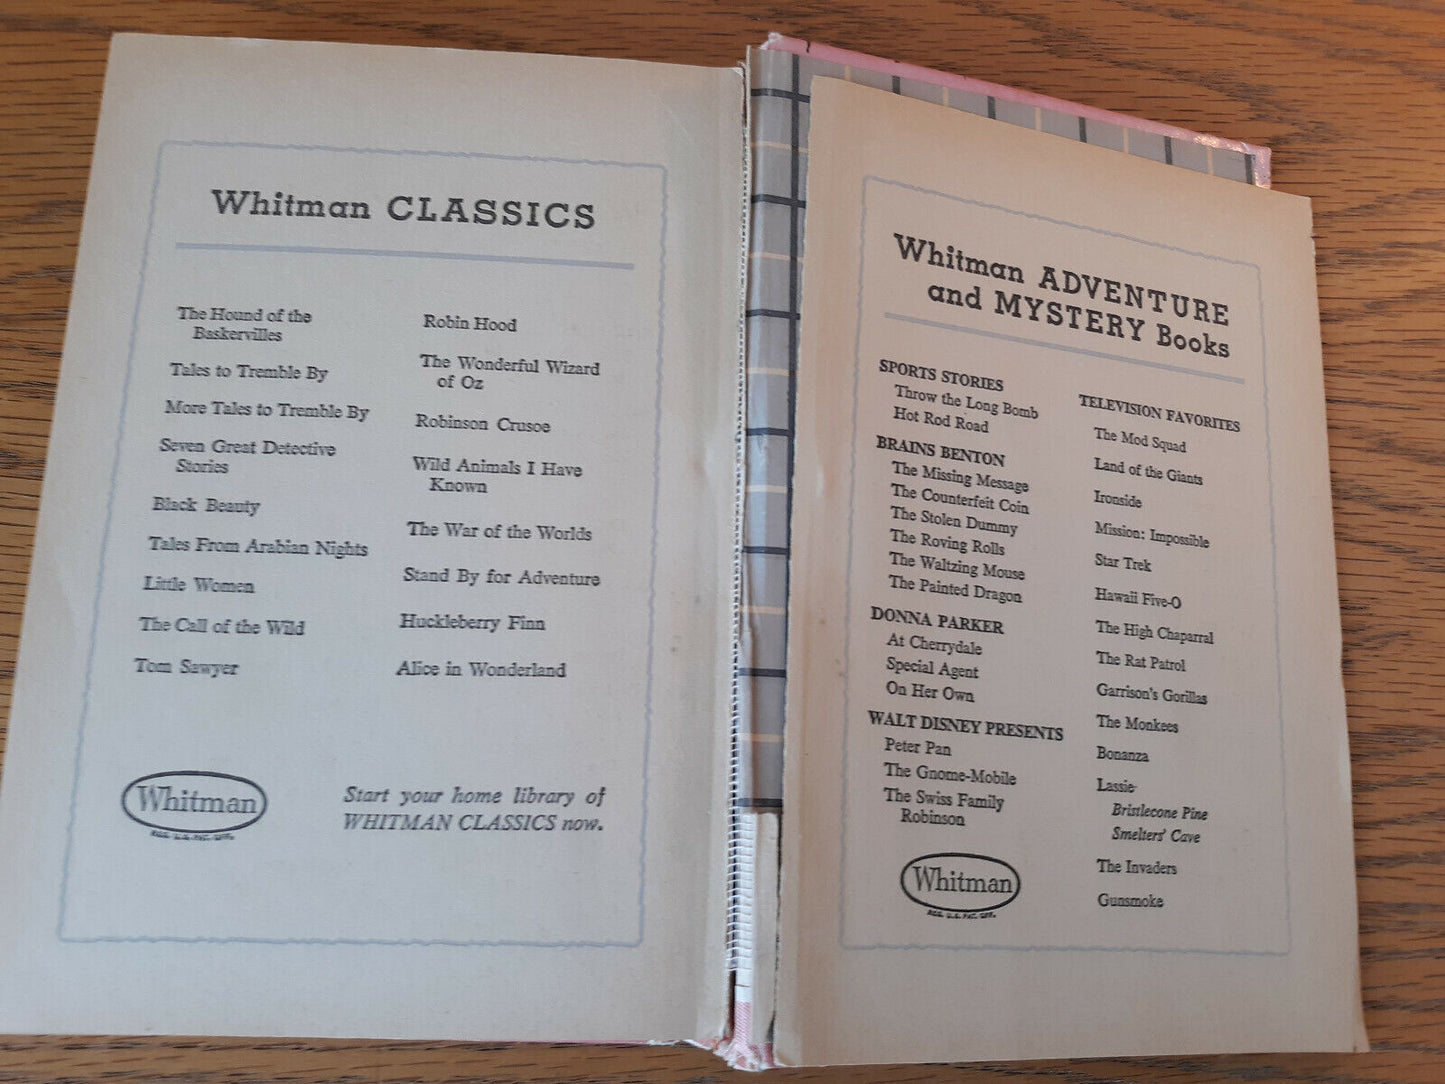 Whitman CLASSICS
The Hound of the
Baskervilles
Tales to Tremble By
More Tales to Tremble By
Seven Great Detective
Stories
Black Beauty
Tales From Arabian Nights
Little Women
The Call of the Wild
Tom Sawyer
Robin Hood
The Wonderful Wizard
of Oz
Robinson Crusoe
Wild Animals I Have
Known
The War of the Worlds
Stand By for Adventure
Huckleberry Finn
Alice in Wonderland
Whitman
REG. U.S. PAT. OFF.
Start your home library of
WHITMAN CLASSICS now.
Whitman ADVENTURE
and MYSTERY Books
SPORTS STORIES
Throw the Long Bomb
Hot Rod Road
BRAINS BENTON
The Missing Message
The Counterfeit Coin
The Stolen Dummy
The Roving Rolls
The Waltzing Mouse
The Painted Dragon
DONNA PARKER
At Cherrydale
Special Agent
On Her Own
WALT DISNEY PRESENTS
Peter Pan
The Gnome-Mobile
The Swiss Family
Robinson
Whitman
REG. U.S. PAT. OFF.
TELEVISION FAVORITES
The Mod Squad
Land of the Giants
Ironside
Mission: Impossible
Star Trek
Hawaii Five-O
The High Chaparral
The Rat Patrol
Garrison's Gorillas
The Monkees
Bonanza
Lassie-
Bristlecone Pine
Smelters' Cave
The Invaders
Gunsmoke